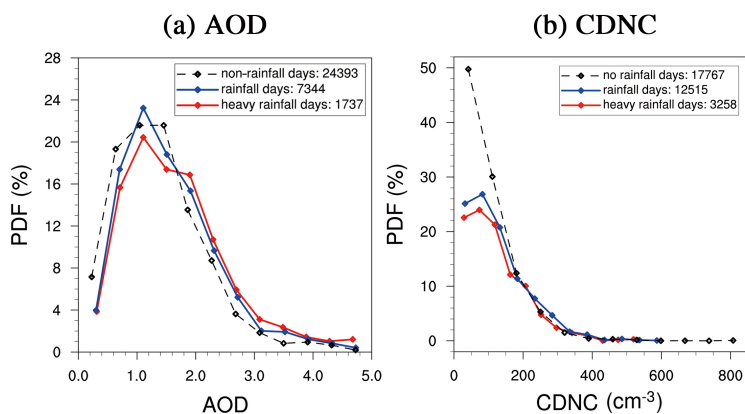 (a) AOD
(b) CDNC
28
24
20
16
12
8
4
0
PDF (%)
non-rainfall days: 24393
rainfall days: 7344
heavy rainfall days: 1737
0.0
1.0
2.0
3.0
4.0
5.0
AOD
50
40
30
20
10
0
PDF (%)
no rainfall days: 17767
rainfall days: 12515
heavy rainfall days: 3258
0
200
400
600
800
CDNC (cm-3)